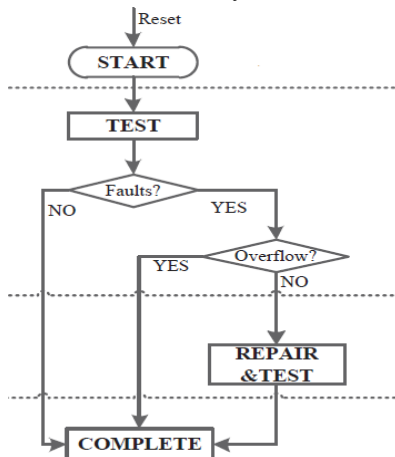 Reset
START
TEST
Faults?
NO
YES
Overflow?
YES
NO
REPAIR
&TEST
COMPLETE